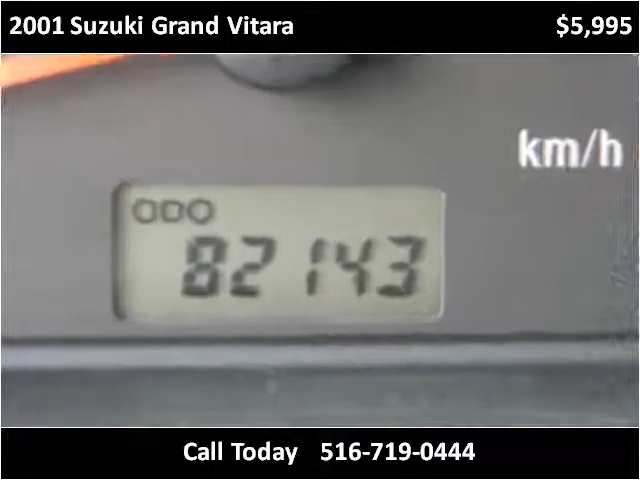 2001 Suzuki Grand Vitara $5,995
km/h
ODO
82143
Call Today 516-719-0444